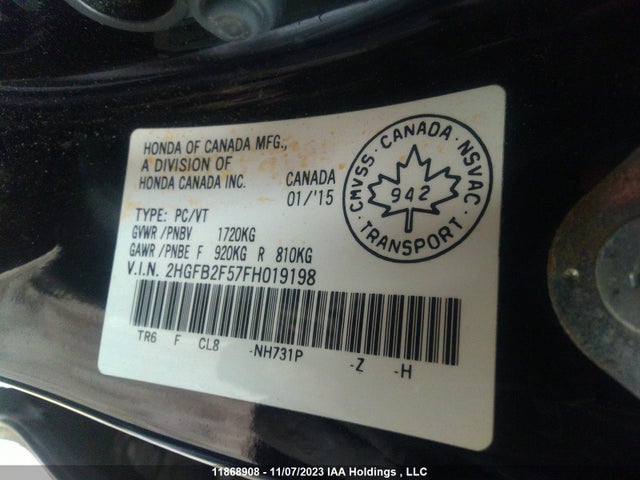 HONDA OF CANADA MFG.,
A DIVISION OF
HONDA CANADA INC.
CANADA
01/'15
TYPE: PC/VT
GVWR/PNBV 1720KG
GAWR/PNBE F 920KG R 810KG
V.I.N. 2HGFB2F57FH019198
TR6 F CL8 -NH731P -Z -H
CMVSS · CANADA · NSVAC
942
· TRANSPORT ·
11868908 - 11/07/2023 IAA Holdings , LLC